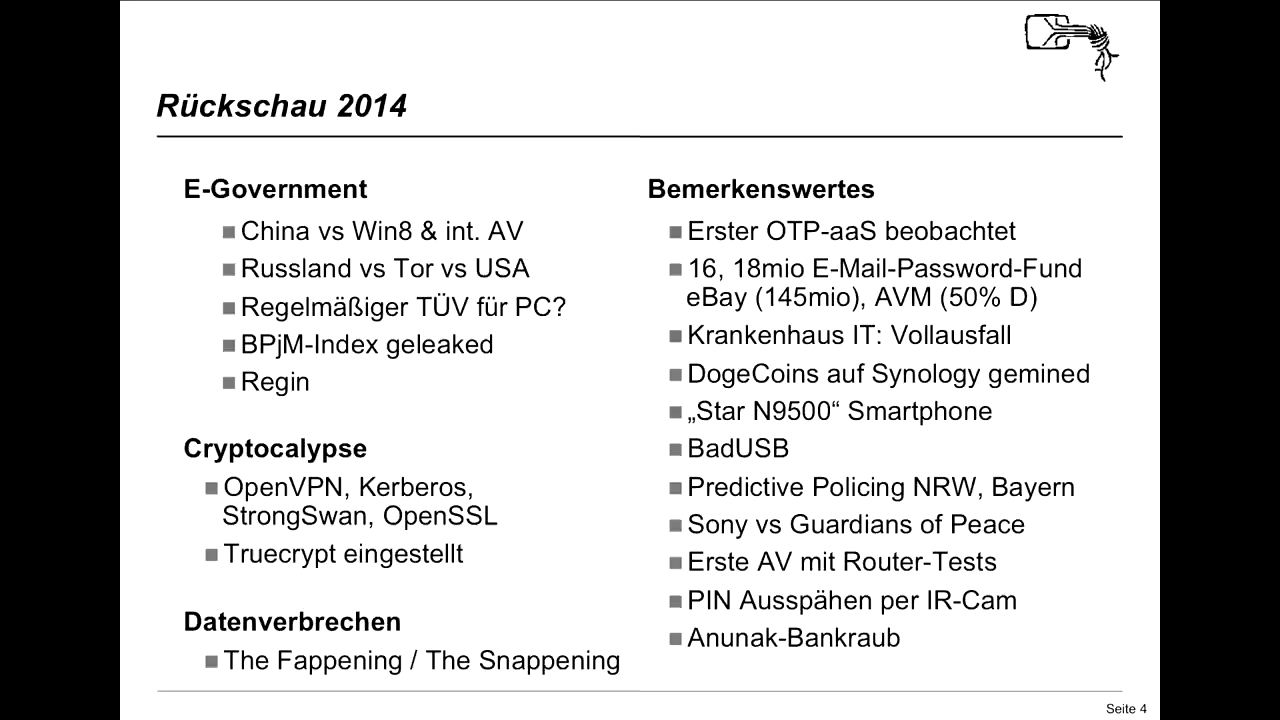 Rückschau 2014
E-Government
China vs Win8 & int. AV
Russland vs Tor vs USA
Regelmäßiger TÜV für PC?
BPjM-Index geleaked
Regin
Cryptocalypse
OpenVPN, Kerberos,
StrongSwan, OpenSSL
Truecrypt eingestellt
Datenverbrechen
The Fappening / The Snappening
Bemerkenswertes
Erster OTP-aaS beobachtet
16, 18mio E-Mail-Password-Fund
eBay (145mio), AVM (50% D)
Krankenhaus IT: Vollausfall
DogeCoins auf Synology gemined
„Star N9500“ Smartphone
BadUSB
Predictive Policing NRW, Bayern
Sony vs Guardians of Peace
Erste AV mit Router-Tests
PIN Ausspähen per IR-Cam
Anunak-Bankraub
Seite 4